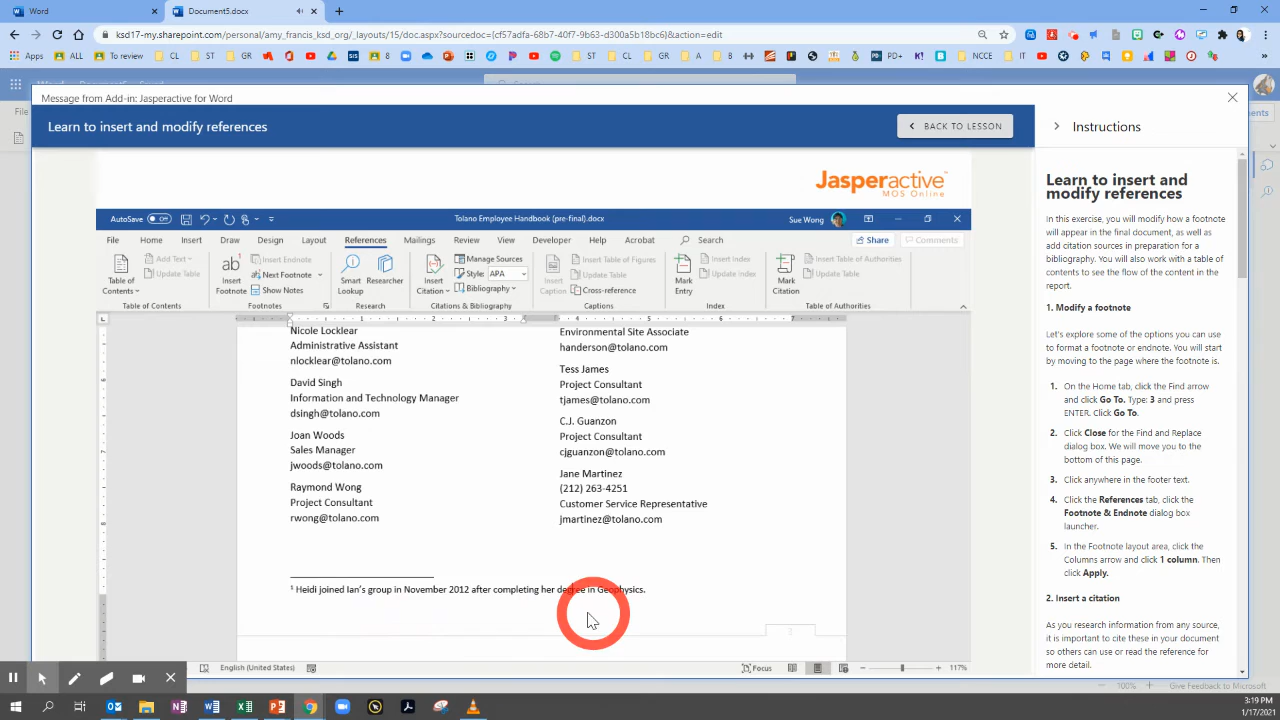 Word
Document5.docx
ksd17-my.sharepoint.com/personal/amy_francis_ksd_org/_layouts/15/doc.aspx?sourcedoc={cf57adfa-68b7-40f7-9b63-d300a5b18bc6}&action=edit
Apps
CL
ST
GR
ALL To Teach
IT
8
ST
CL
GR
A
8
PD+
NCCE
IT
Message from Add-in: Jasperactive for Word
File
Learn to insert and modify references
BACK TO LESSON
Instructions
Jasperactive
MOS Online
AutoSave Off
Tolano Employee Handbook (pre-final).docx
Sue Wong
File Home Insert Draw Design Layout References Mailings Review View Developer Help Acrobat Search
Share Comments
Table of Contents
Add Text
Update Table
Table of Contents
Insert Footnote
Insert Endnote
Next Footnote
Show Notes
Footnotes
Smart Lookup
Researcher
Research
Insert Citation
Manage Sources
Style: APA
Bibliography
Citations & Bibliography
Insert Caption
Insert Table of Figures
Update Table
Cross-reference
Captions
Mark Entry
Insert Index
Update Index
Index
Mark Citation
Insert Table of Authorities
Update Table
Table of Authorities
Nicole Locklear
Administrative Assistant
nlocklear@tolano.com
David Singh
Information and Technology Manager
dsingh@tolano.com
Joan Woods
Sales Manager
jwoods@tolano.com
Raymond Wong
Project Consultant
rwong@tolano.com
Environmental Site Associate
handerson@tolano.com
Tess James
Project Consultant
tjames@tolano.com
C.J. Guanzon
Project Consultant
cjguanzon@tolano.com
Jane Martinez
(212) 263-4251
Customer Service Representative
jmartinez@tolano.com
1 Heidi joined Ian's group in November 2012 after completing her degree in Geophysics.
English (United States)
Focus
117%
Learn to insert and
modify references
In this exercise, you will modify how a footnote
will appear in the final document, as well as
add citation sources in preparation for a
bibliography. You will also work with a table of
contents to see the flow of the content in the
report.
1. Modify a footnote
Let's explore some of the options you can use
to format a footnote or endnote. You will start
by moving to the page where the footnote is.
1. On the Home tab, click the Find arrow
and click Go To. Type: 3 and press
ENTER. Click Go To.
2. Click Close for the Find and Replace
dialog box. We will move you to the
bottom of this page.
3. Click anywhere in the footer text.
4. Click the References tab, click the
Footnote & Endnote dialog box
launcher.
5. In the Footnote layout area, click the
Columns arrow and click 1 column. Then
click Apply.
2. Insert a citation
As you research information from any source,
it is important to cite these in your document
so others can use or read the reference for
more detail.
100%
Give Feedback to Microsoft
3:19 PM
1/17/2021